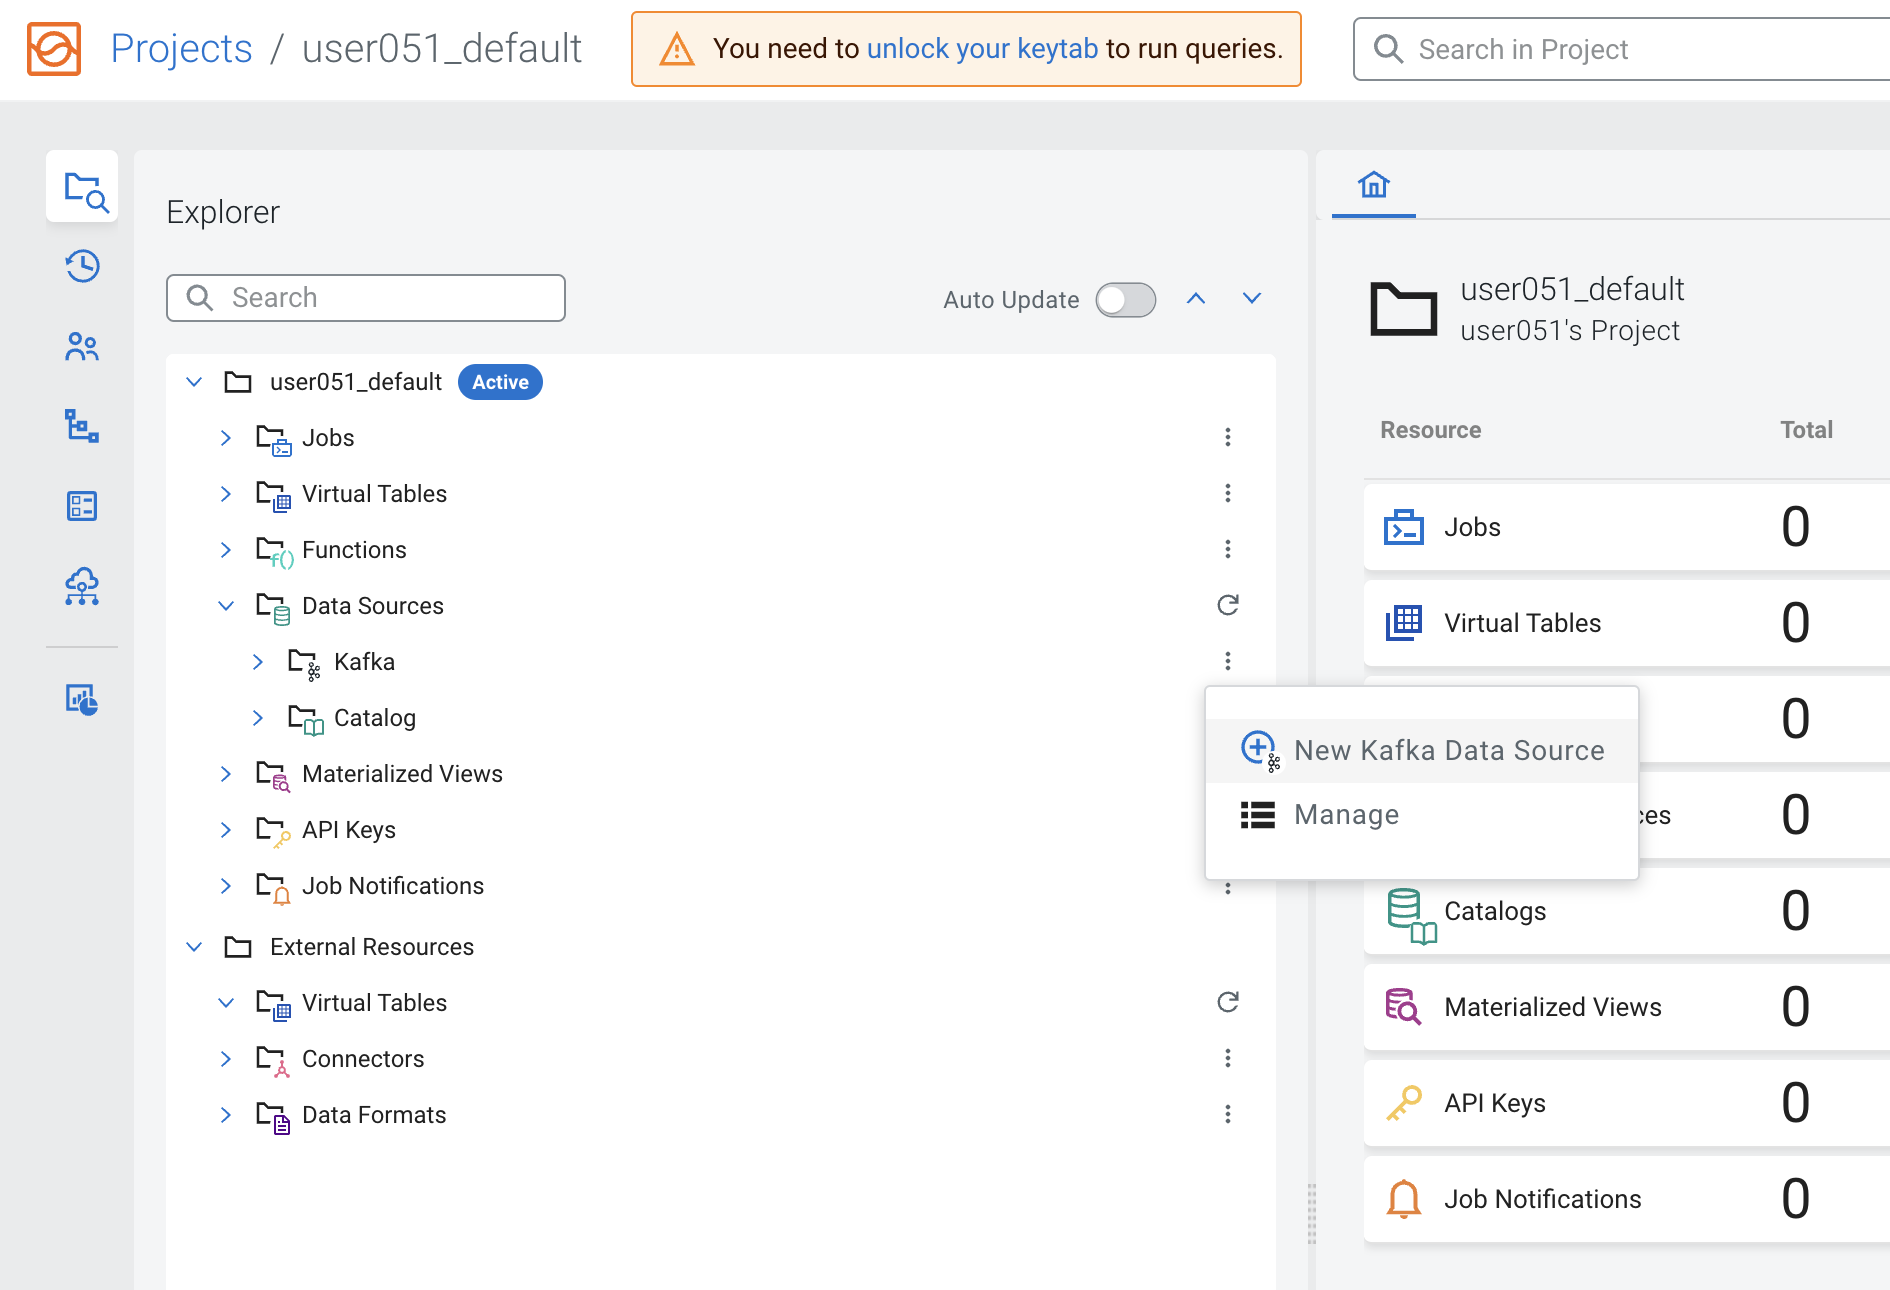 Projects / user051_default
You need to unlock your keytab to run queries.
Search in Project
Explorer
Search
Auto Update
user051_default Active
Jobs
Virtual Tables
f() Functions
Data Sources
Kafka
Catalog
Materialized Views
API Keys
Job Notifications
External Resources
Virtual Tables
Connectors
Data Formats
New Kafka Data Source
Manage
user051_default
user051's Project
Resource Total
Jobs 0
Virtual Tables 0
0
ces 0
Catalogs 0
Materialized Views 0
API Keys 0
Job Notifications 0